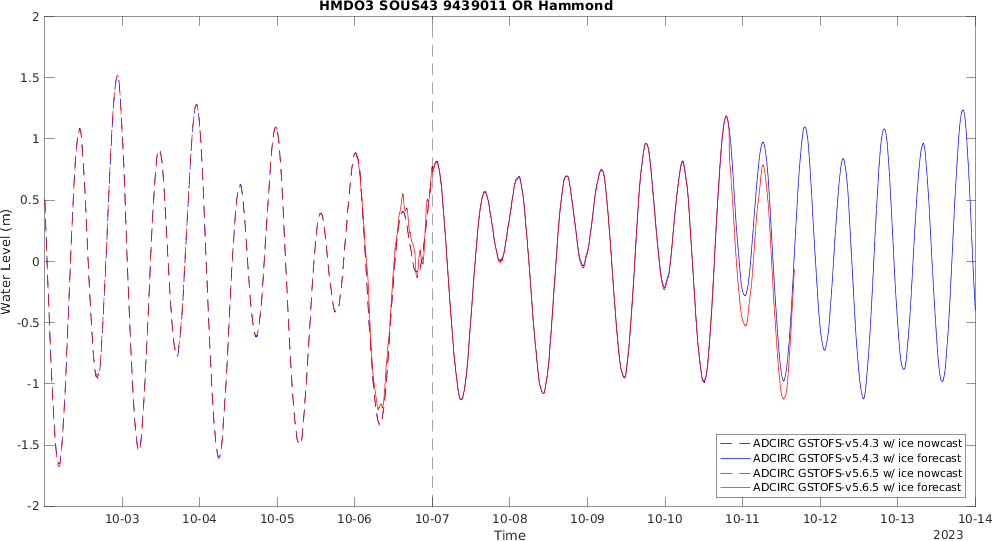 HMDO3 SOUS43 9439011 OR Hammond
2
1.5
1
0.5
0
-0.5
-1
-1.5
-2
Water Level (m)
10-03 10-04 10-05 10-06 10-07 10-08 10-09 10-10 10-11 10-12 10-13 10-14
Time
2023
ADCIRC GSTOFS-v5.4.3 w/ ice nowcast
ADCIRC GSTOFS-v5.4.3 w/ ice forecast
ADCIRC GSTOFS-v5.6.5 w/ ice nowcast
ADCIRC GSTOFS-v5.6.5 w/ ice forecast